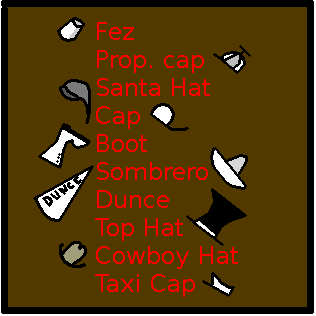 Fez
Prop. cap
Santa Hat
Cap
Boot
Sombrero
DUNCE
Dunce
Top Hat
Cowboy Hat
Taxi Cap